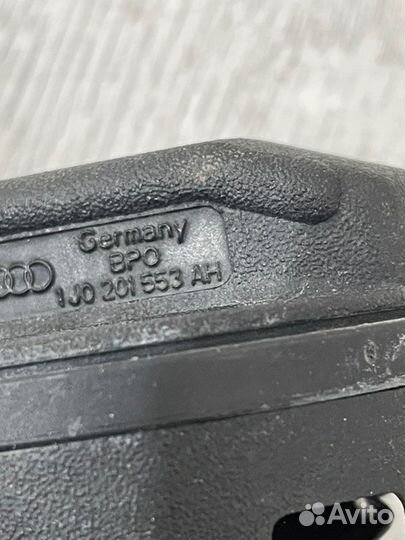 Germany
BPO
1J0 201 553 AH
Avito